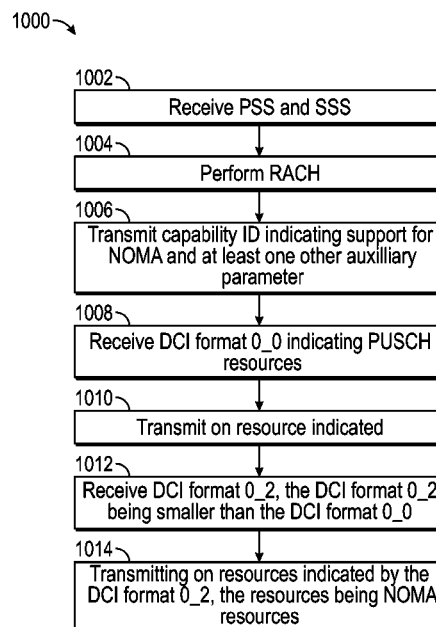 1000
1002
Receive PSS and SSS
1004
Perform RACH
1006
Transmit capability ID indicating support for
NOMA and at least one other auxilliary
parameter
1008
Receive DCI format 0_0 indicating PUSCH
resources
1010
Transmit on resource indicated
1012
Receive DCI format 0_2, the DCI format 0_2
being smaller than the DCI format 0_0
1014
Transmitting on resources indicated by the
DCI format 0_2, the resources being NOMA
resources